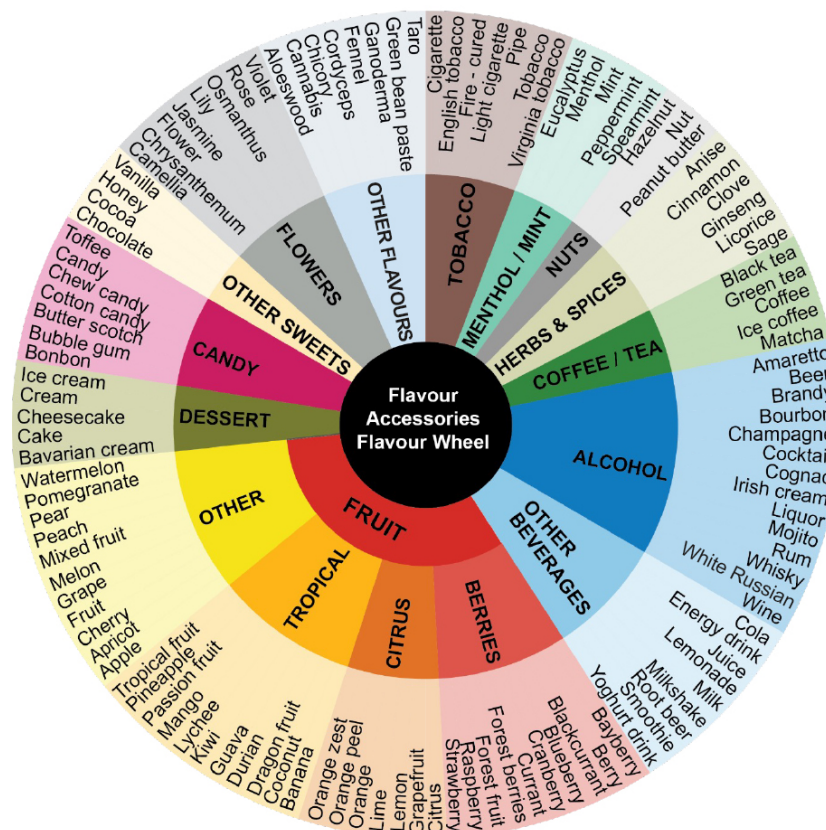 Flavour
Accessories
Flavour Wheel
TOBACCO
Cigarette
English tobacco
Fire - cured
Light cigarette
Pipe
Tobacco
Virginia tobacco
MENTHOL / MINT
Eucalyptus
Menthol
Mint
Peppermint
Spearmint
NUTS
Hazelnut
Nut
Peanut butter
HERBS & SPICES
Anise
Cinnamon
Clove
Ginseng
Licorice
Sage
COFFEE / TEA
Black tea
Green tea
Coffee
Ice coffee
Matcha
ALCOHOL
Amaretto
Beer
Brandy
Bourbon
Champagne
Cocktail
Cognac
Irish cream
Liquor
Mojito
Rum
Whisky
White Russian
Wine
OTHER
BEVERAGES
Cola
Energy drink
Juice
Lemonade
Milk
Milkshake
Root beer
Smoothie
Yoghurt drink
FRUIT
BERRIES
Bayberry
Berry
Blackcurrant
Blueberry
Cranberry
Currant
Forest berries
Forest fruit
Raspberry
Strawberry
CITRUS
Citrus
Grapefruit
Lemon
Lime
Orange
Orange peel
Orange zest
TROPICAL
Banana
Coconut
Dragon fruit
Durian
Guava
Kiwi
Lychee
Mango
Passion fruit
Pineapple
Tropical fruit
OTHER
Apple
Apricot
Cherry
Fruit
Grape
Melon
Mixed fruit
Peach
Pear
Pomegranate
Watermelon
DESSERT
Bavarian cream
Cake
Cheesecake
Cream
Ice cream
CANDY
Bonbon
Bubble gum
Butter scotch
Cotton candy
Chew candy
Candy
Toffee
OTHER SWEETS
Chocolate
Cocoa
Honey
Vanilla
FLOWERS
Camellia
Chrysanthemum
Flower
Jasmine
Lily
Osmanthus
Rose
Violet
OTHER FLAVOURS
Aloeswood
Cannabis
Chicory
Cordyceps
Fennel
Ganoderma
Green bean paste
Taro